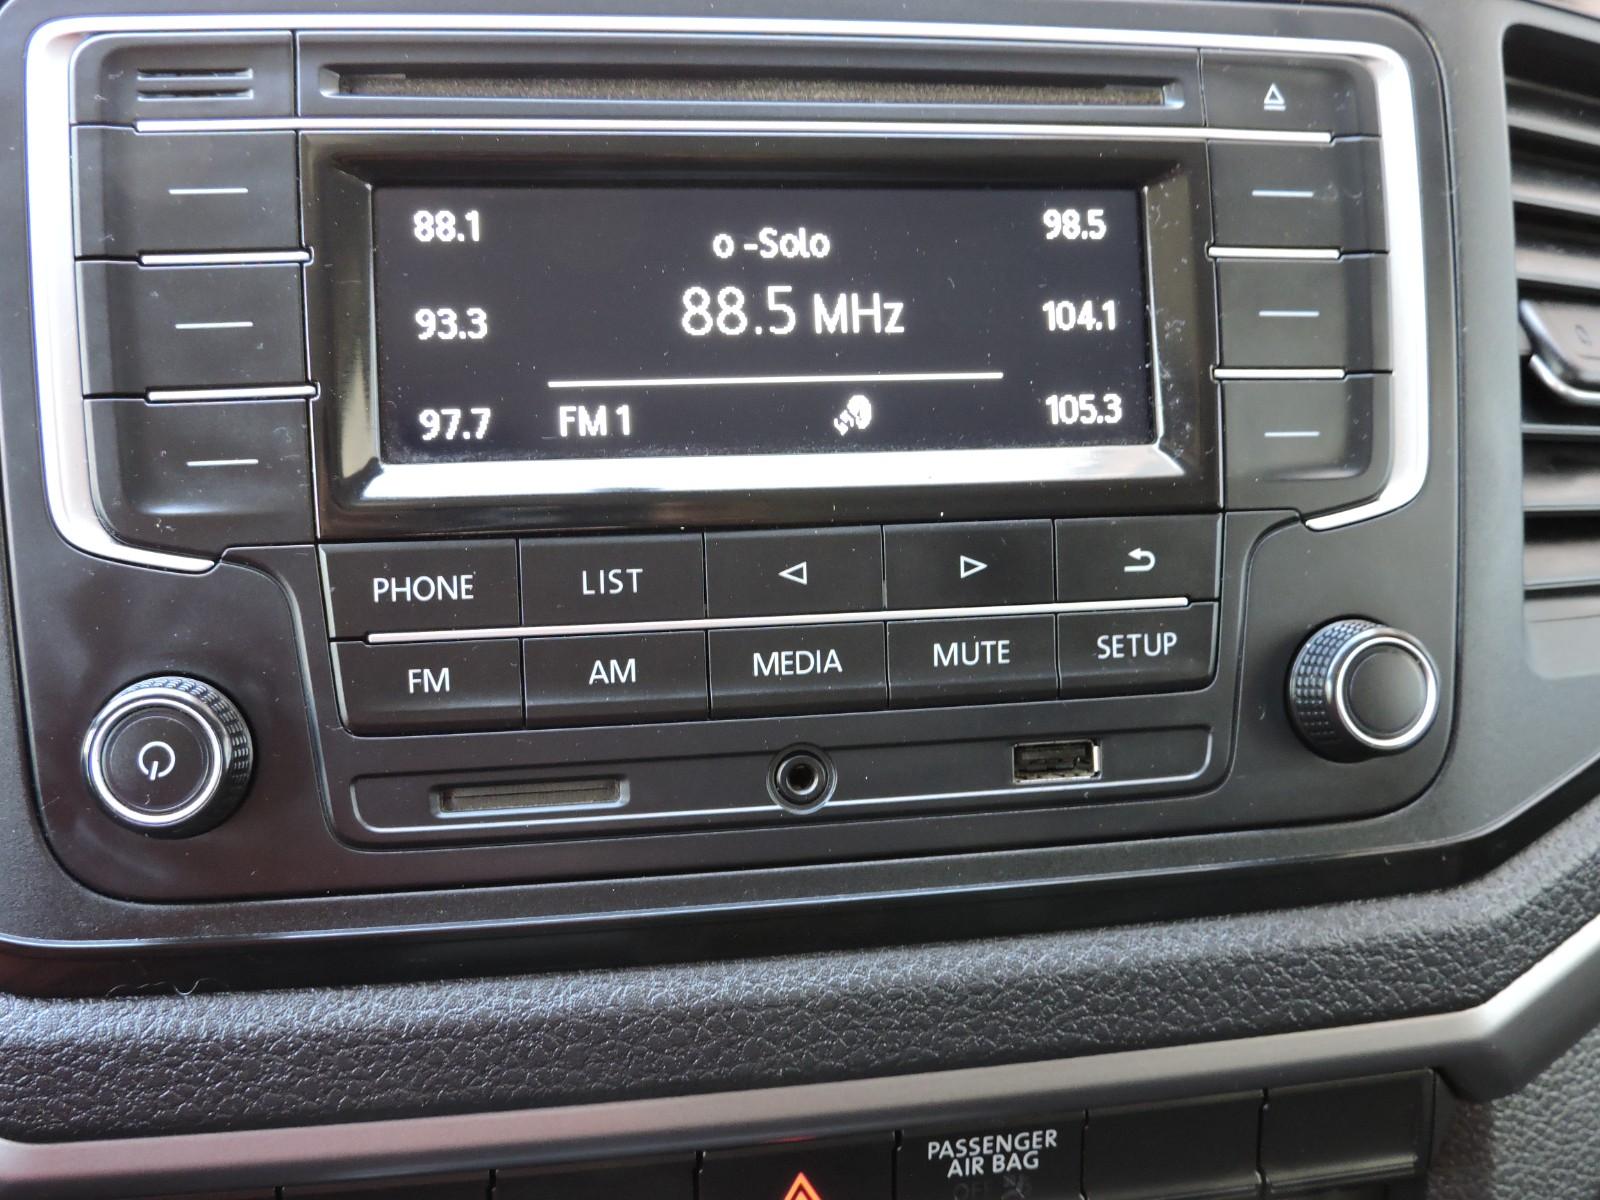 88.1
o -Solo
98.5
93.3
88.5 MHz
104.1
97.7
FM 1
105.3
PHONE
LIST
FM
AM
MEDIA
MUTE
SETUP
PASSENGER
AIR BAG